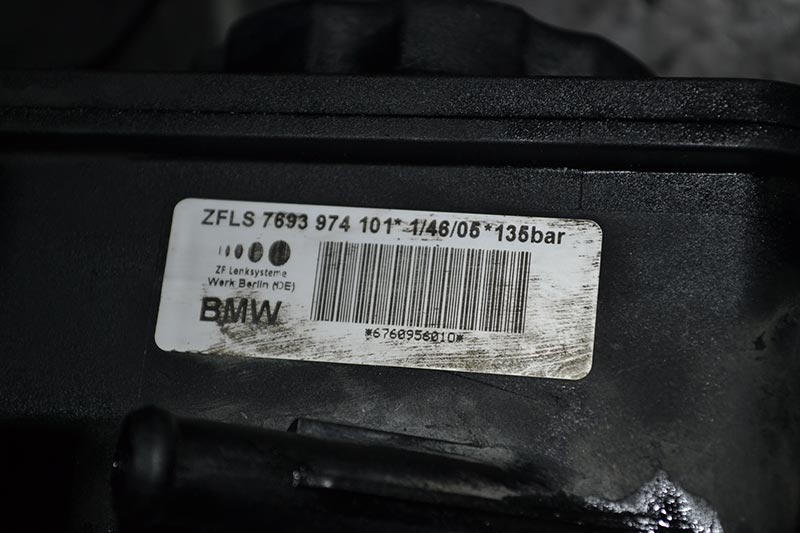 ZFLS 7693 974 101* 1/46/05 *135bar
ZF Lenksysteme
Werk Berlin (DE)
BMW
*6760956010*